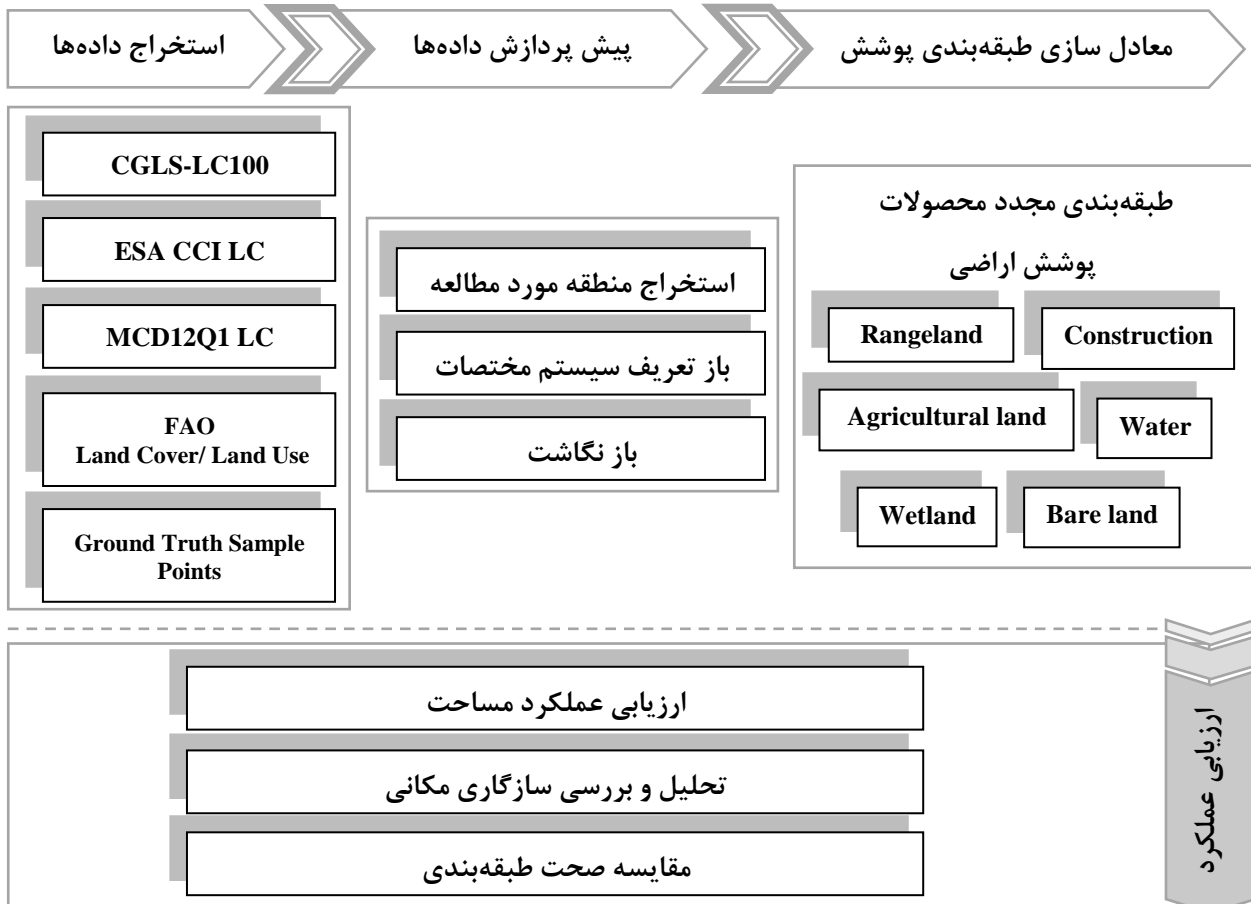 استخراج داده‌ها
پیش پردازش داده‌ها
معادل سازی طبقه‌بندی پوشش
CGLS-LC100
ESA CCI LC
MCD12Q1 LC
FAO
Land Cover/ Land Use
Ground Truth Sample
Points
استخراج منطقه مورد مطالعه
باز تعریف سیستم مختصات
باز نگاشت
طبقه‌بندی مجدد محصولات
پوشش اراضی
Rangeland
Construction
Agricultural land
Water
Wetland
Bare land
ارزیابی عملکرد
ارزیابی عملکرد مساحت
تحلیل و بررسی سازگاری مکانی
مقایسه صحت طبقه‌بندی